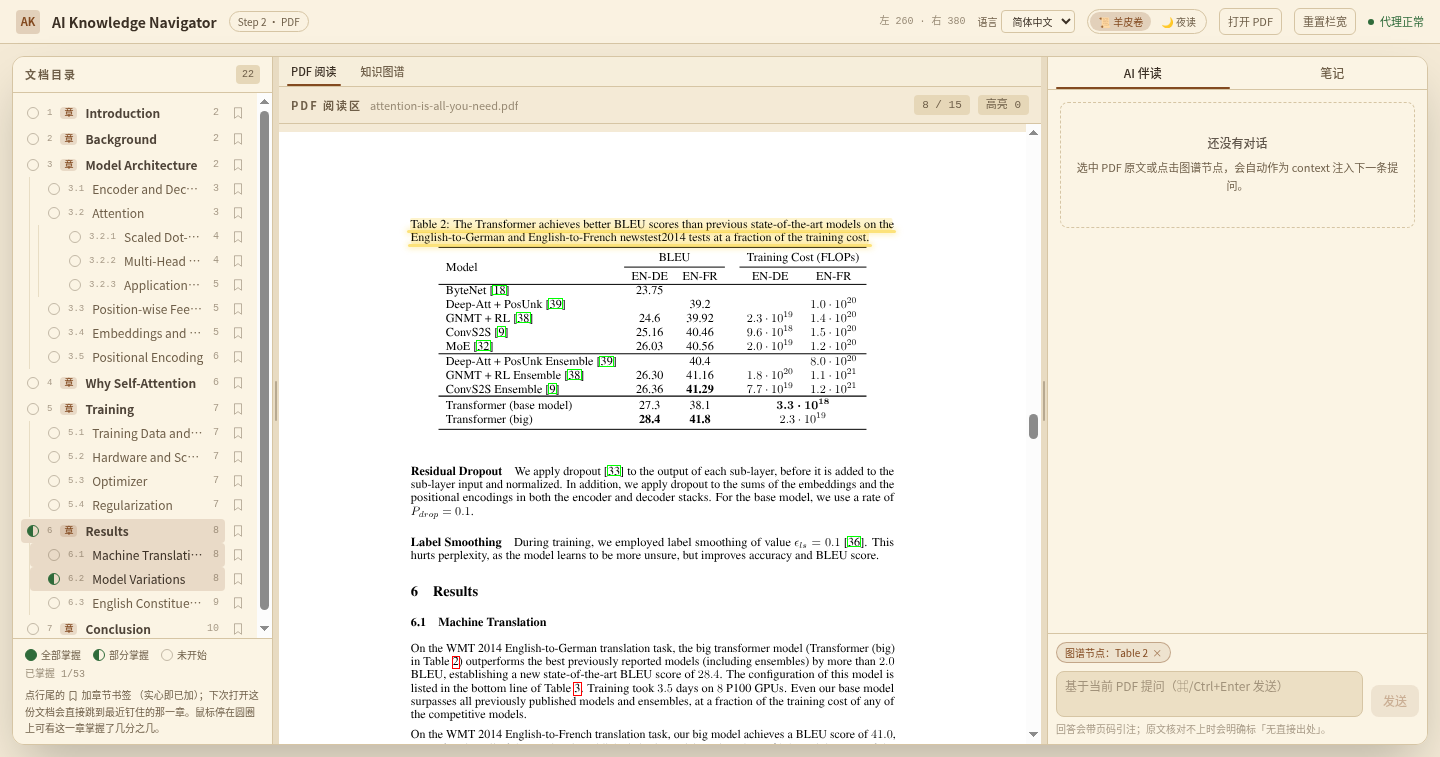 AK AI Knowledge Navigator Step 2 · PDF 左 260 · 右 380 语言 简体中文 📜 羊皮卷 🌙 夜读 打开 PDF 重置栏宽 代理正常
文档目录 22
1 章 Introduction 2
2 章 Background 2
3 章 Model Architecture 2
3.1 Encoder and Dec··· 3
3.2 Attention 3
3.2.1 Scaled Dot-··· 4
3.2.2 Multi-Head ··· 4
3.2.3 Application··· 5
3.3 Position-wise Fee··· 5
3.4 Embeddings and ··· 5
3.5 Positional Encoding 6
4 章 Why Self-Attention 6
5 章 Training 7
5.1 Training Data and··· 7
5.2 Hardware and Sc··· 7
5.3 Optimizer 7
5.4 Regularization 7
6 章 Results 8
6.1 Machine Translati··· 8
6.2 Model Variations 8
6.3 English Constitue··· 9
7 章 Conclusion 10
全部掌握 部分掌握 未开始
已掌握 1/53
点行尾的 口 加章节书签 （实心即已加）；下次打开这
份文档会直接跳到最近钉住的那一章。鼠标停在圆圈
上可看这一章掌握了几分之几。
PDF 阅读 知识图谱
PDF 阅读区 attention-is-all-you-need.pdf 8 / 15 高亮 0
Table 2: The Transformer achieves better BLEU scores than previous state-of-the-art models on the
English-to-German and English-to-French newstest2014 tests at a fraction of the training cost.
Model BLEU Training Cost (FLOPs)
EN-DE EN-FR EN-DE EN-FR
ByteNet [18] 23.75
Deep-Att + PosUnk [39] 39.2 1.0 · 10^20
GNMT + RL [38] 24.6 39.92 2.3 · 10^19 1.4 · 10^20
ConvS2S [9] 25.16 40.46 9.6 · 10^18 1.5 · 10^20
MoE [32] 26.03 40.56 2.0 · 10^19 1.2 · 10^20
Deep-Att + PosUnk Ensemble [39] 40.4 8.0 · 10^20
GNMT + RL Ensemble [38] 26.30 41.16 1.8 · 10^20 1.1 · 10^21
ConvS2S Ensemble [9] 26.36 41.29 7.7 · 10^19 1.2 · 10^21
Transformer (base model) 27.3 38.1 3.3 · 10^18
Transformer (big) 28.4 41.8 2.3 · 10^19
Residual Dropout We apply dropout [33] to the output of each sub-layer, before it is added to the
sub-layer input and normalized. In addition, we apply dropout to the sums of the embeddings and the
positional encodings in both the encoder and decoder stacks. For the base model, we use a rate of
P_drop = 0.1.
Label Smoothing During training, we employed label smoothing of value ϵ_ls = 0.1 [36]. This
hurts perplexity, as the model learns to be more unsure, but improves accuracy and BLEU score.
6 Results
6.1 Machine Translation
On the WMT 2014 English-to-German translation task, the big transformer model (Transformer (big)
in Table 2) outperforms the best previously reported models (including ensembles) by more than 2.0
BLEU, establishing a new state-of-the-art BLEU score of 28.4. The configuration of this model is
listed in the bottom line of Table 3. Training took 3.5 days on 8 P100 GPUs. Even our base model
surpasses all previously published models and ensembles, at a fraction of the training cost of any of
the competitive models.
On the WMT 2014 English-to-French translation task, our big model achieves a BLEU score of 41.0,
AI 伴读 笔记
还没有对话
选中 PDF 原文或点击图谱节点，会自动作为 context 注入下一条提
问。
图谱节点：Table 2 ×
基于当前 PDF 提问（⌘/Ctrl+Enter 发送）
发送
回答会带页码引注；原文核对不上时会明确标「无直接出处」。